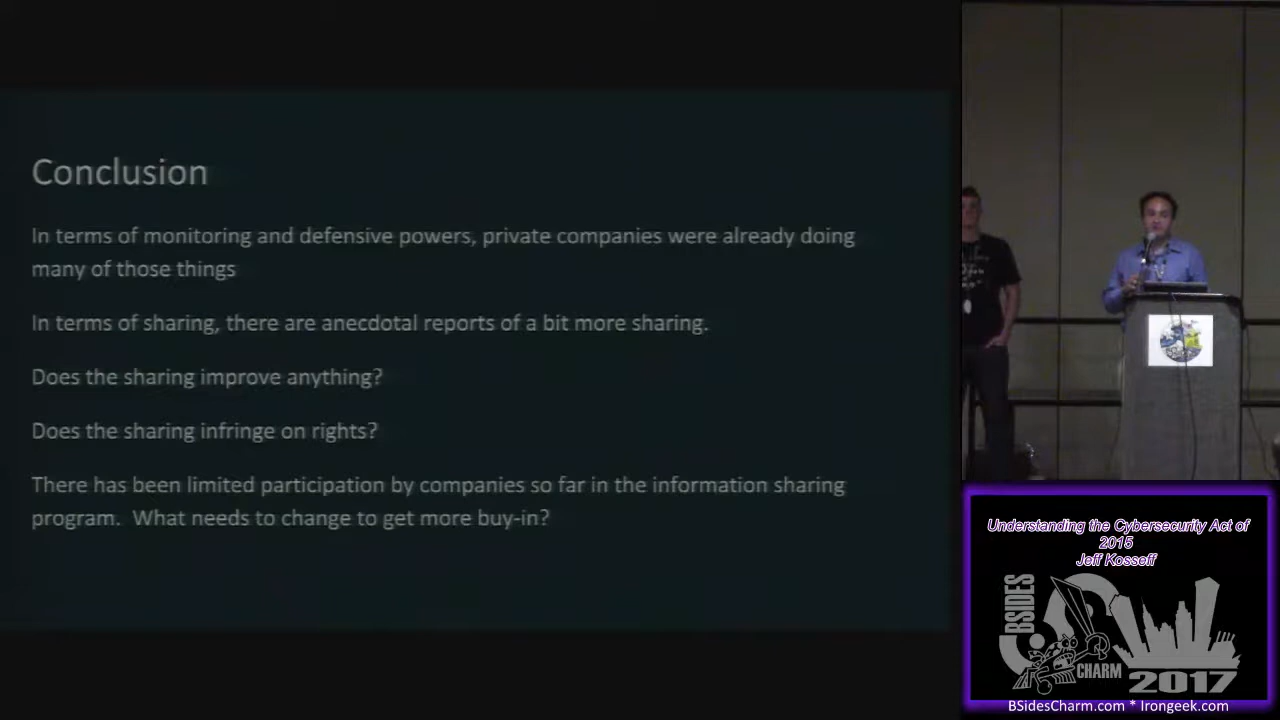 Conclusion
In terms of monitoring and defensive powers, private companies were already doing
many of those things
In terms of sharing, there are anecdotal reports of a bit more sharing.
Does the sharing improve anything?
Does the sharing infringe on rights?
There has been limited participation by companies so far in the information sharing
program.  What needs to change to get more buy-in?
Understanding the Cybersecurity Act of
2015
Jeff Kosseff
BSIDES
CHARM
2017
BSidesCharm.com * Irongeek.com